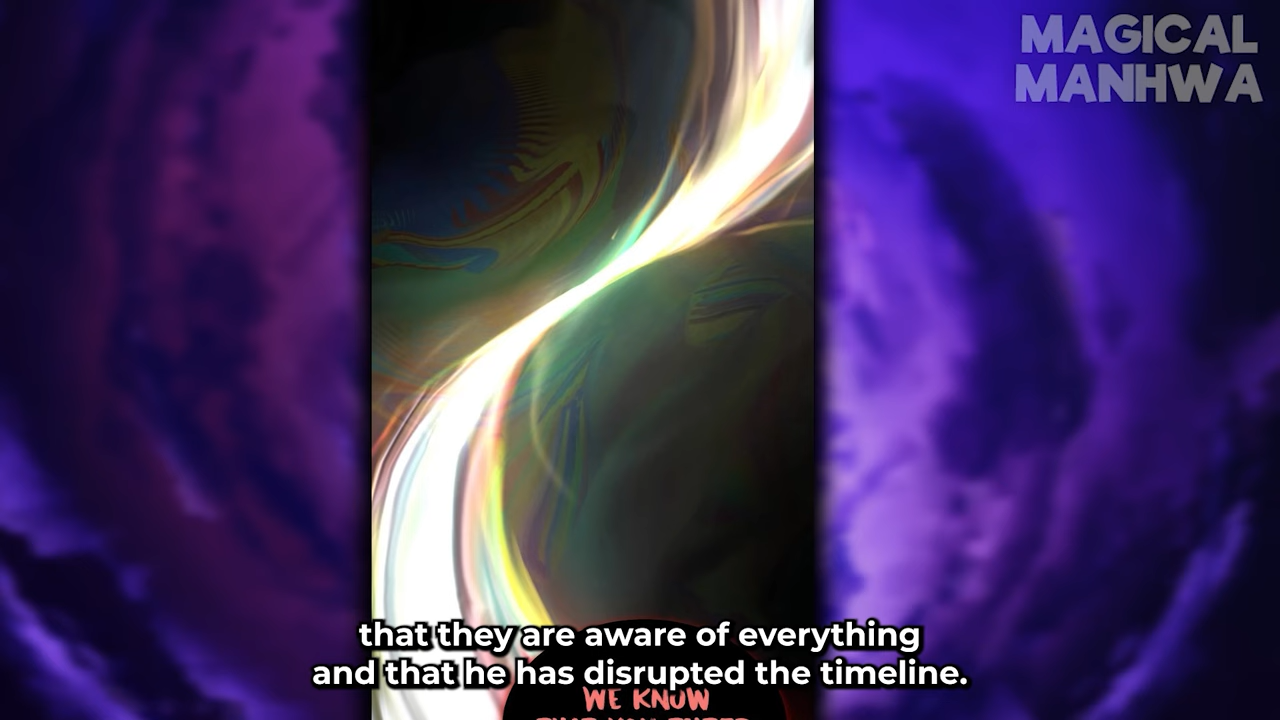 MAGICAL
MANHWA
that they are aware of everything
and that he has disrupted the timeline.
WE KNOW